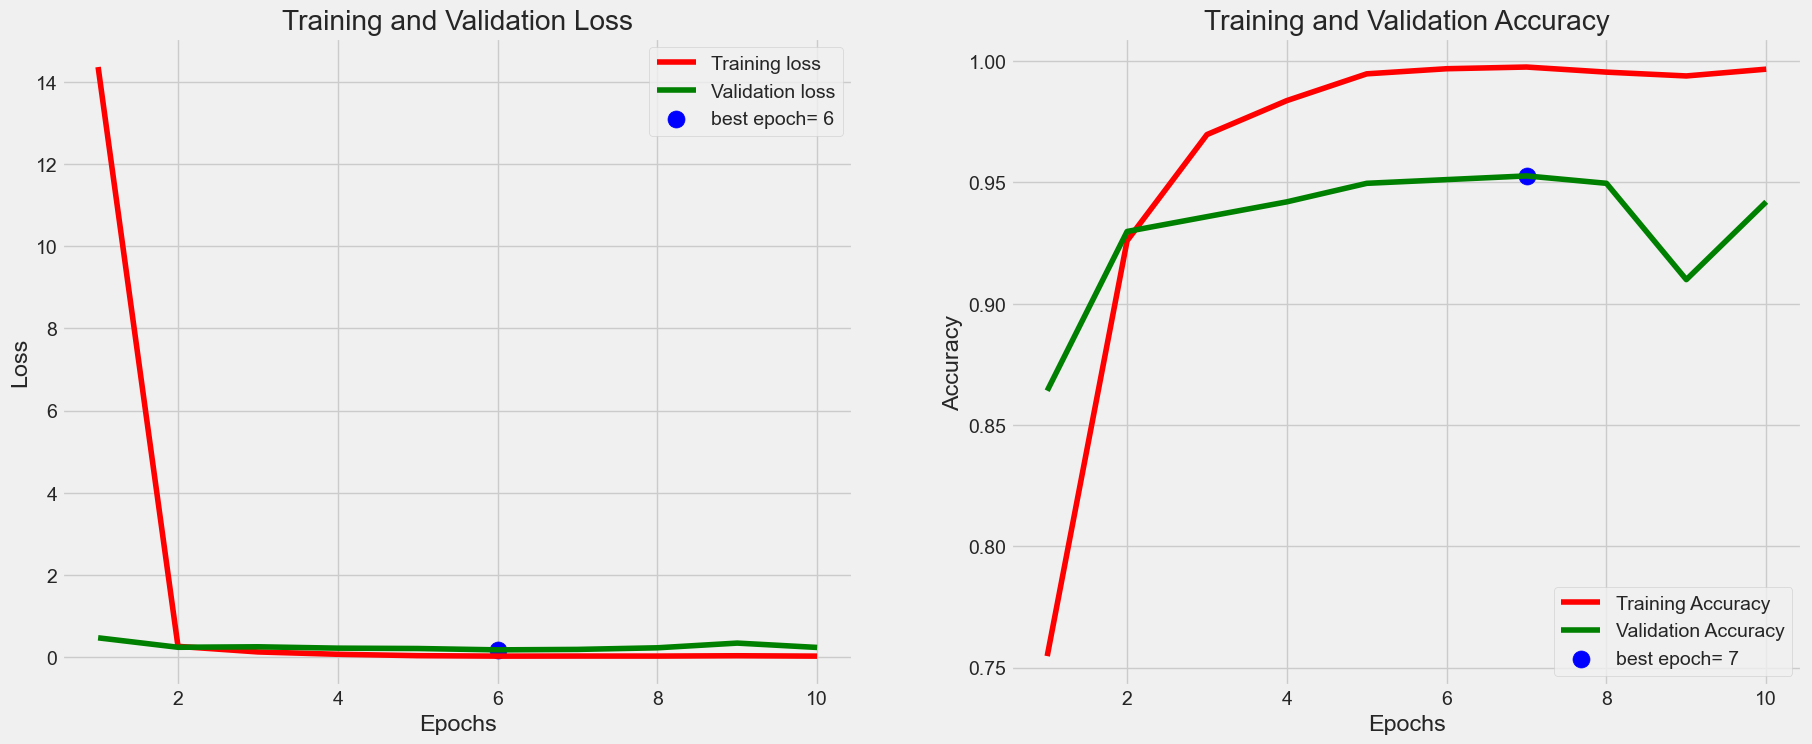 Training and Validation Loss
Training loss
Validation loss
best epoch= 6
14
12
10
8
6
4
2
0
Loss
2
4
6
8
10
Epochs
Training and Validation Accuracy
1.00
0.95
0.90
0.85
0.80
0.75
Accuracy
Training Accuracy
Validation Accuracy
best epoch= 7
2
4
6
8
10
Epochs